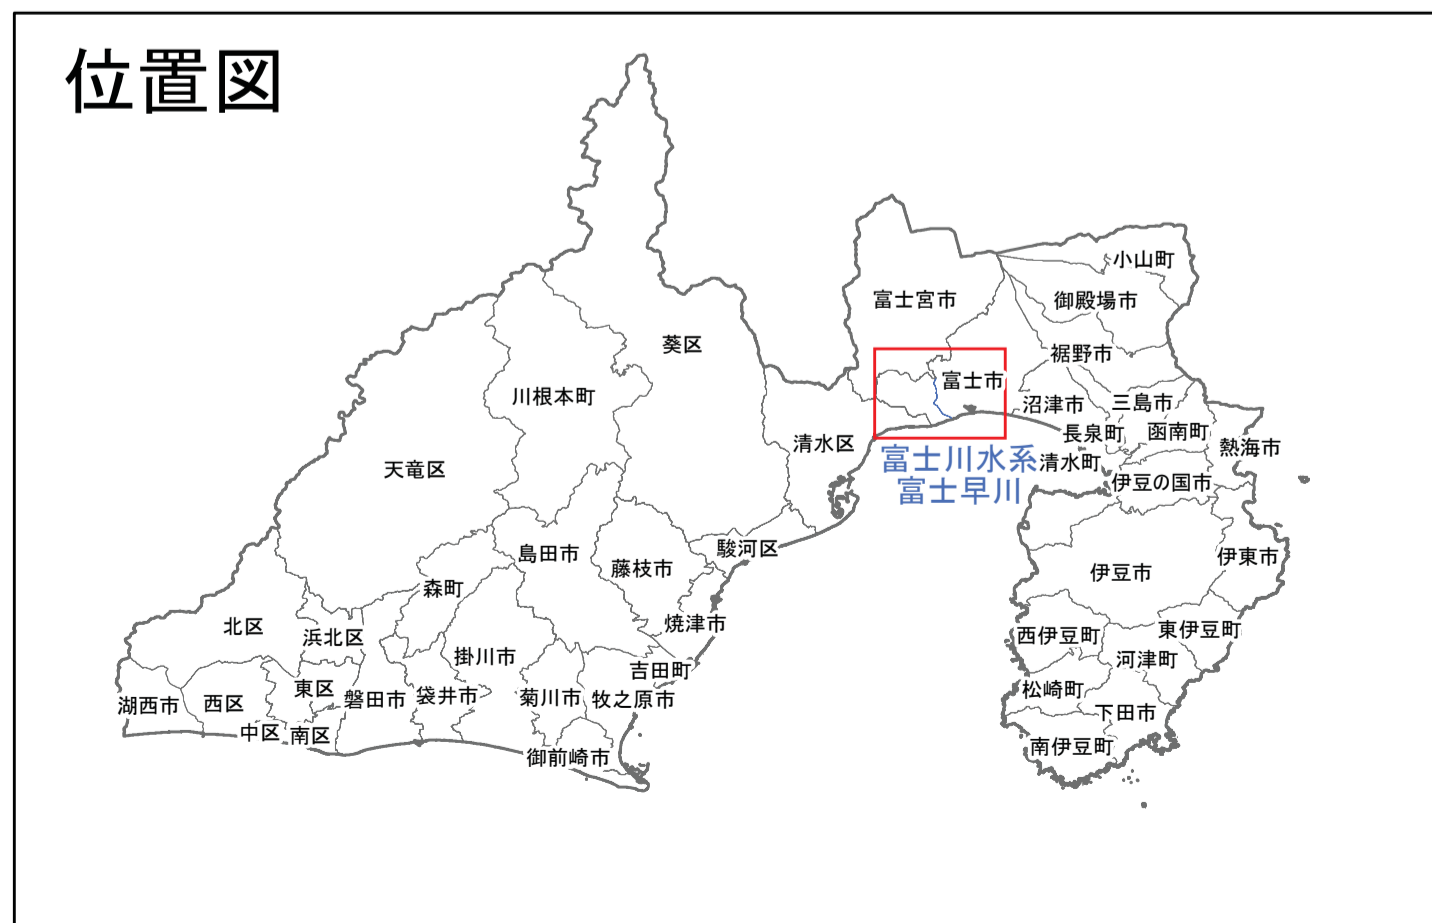 位置図
小山町
富士宮市
御殿場市
葵区
裾野市
富士市
川根本町
沼津市
三島市
長泉町
函南町
清水区
熱海市
富士川水系
清水町
天竜区
伊豆の国市
富士早川
駿河区
島田市
伊東市
藤枝市
伊豆市
森町
焼津市
北区
東伊豆町
浜北区
西伊豆町
掛川市
河津町
吉田町
東区
松崎町
袋井市
菊川市
牧之原市
磐田市
西区
湖西市
下田市
中区
南区
南伊豆町
御前崎市